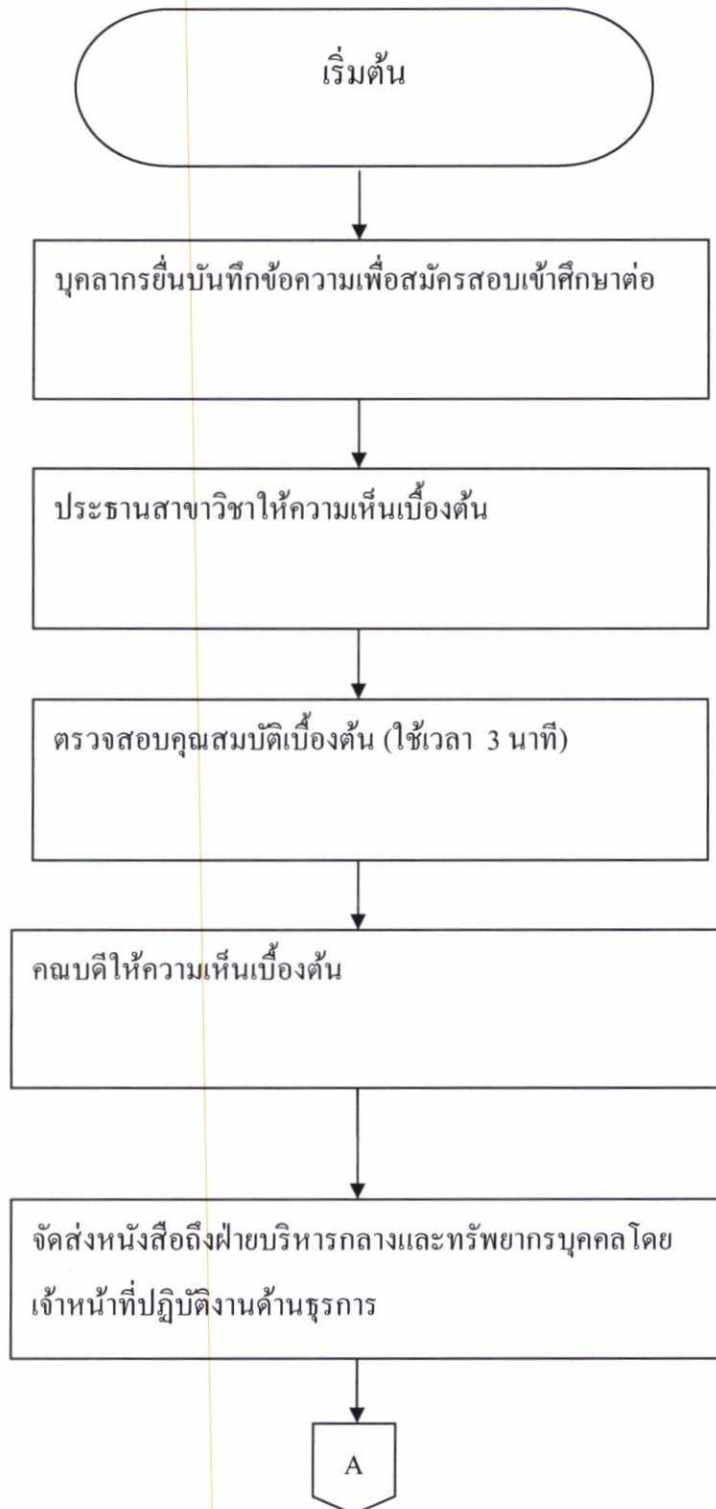 เริ่มต้น
บุคลากรยื่นบันทึกข้อความเพื่อสมัครสอบเข้าศึกษาต่อ
ประธานสาขาวิชาให้ความเห็นเบื้องต้น
ตรวจสอบคุณสมบัติเบื้องต้น (ใช้เวลา 3 นาที)
คณบดีให้ความเห็นเบื้องต้น
จัดส่งหนังสือถึงฝ่ายบริหารกลางและทรัพยากรบุคคลโดย
เจ้าหน้าที่ปฏิบัติงานด้านธุรการ
A